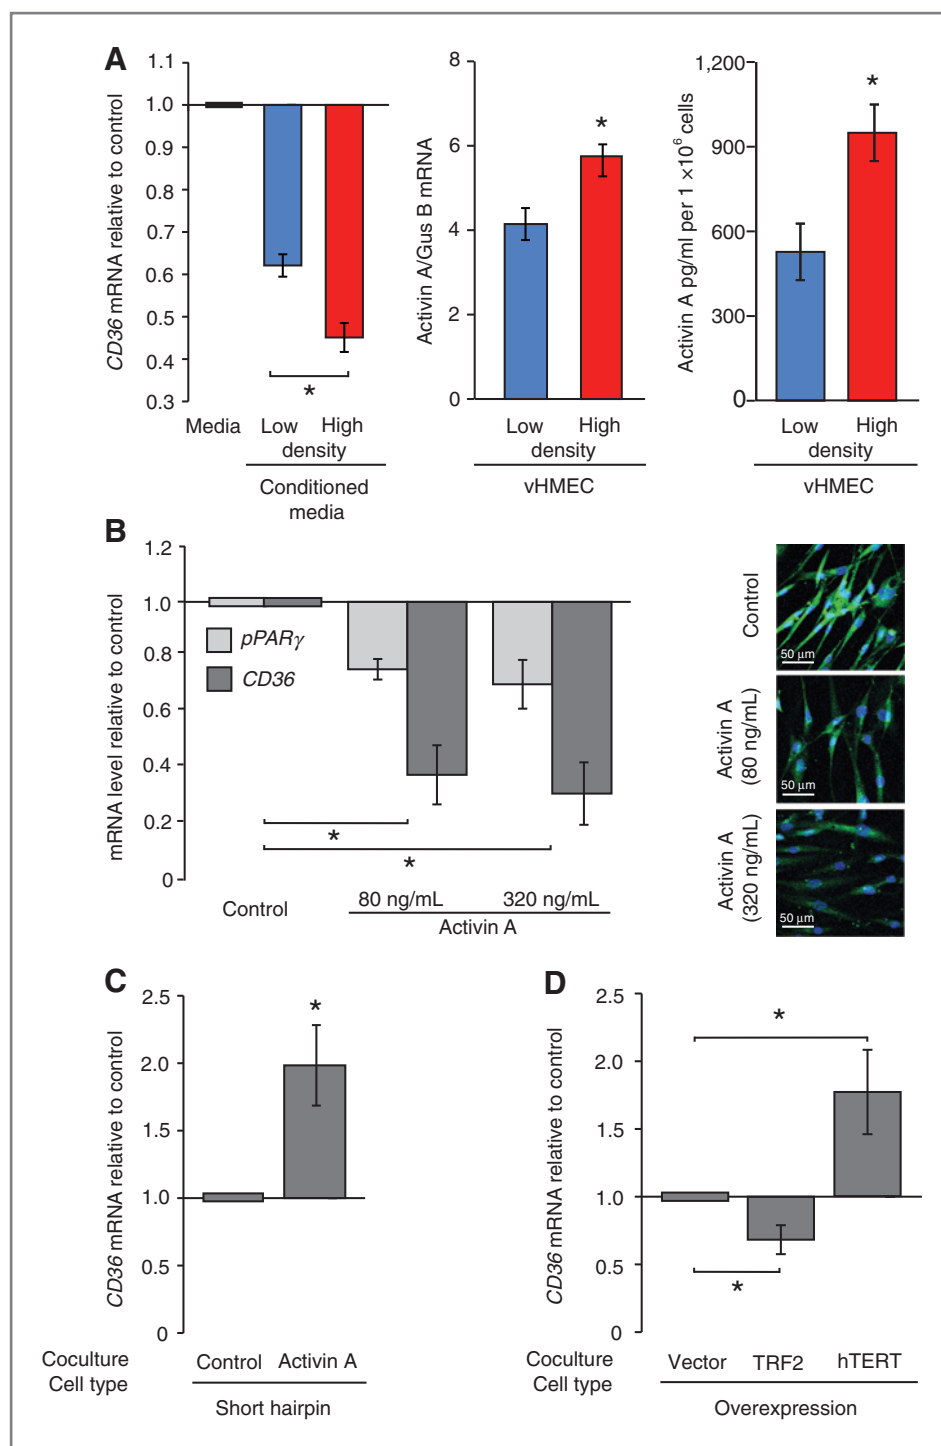 A
CD36 mRNA relative to control
1.1
1.0
0.9
0.8
0.7
0.6
0.5
0.4
0.3
*
Media Low High
density
Conditioned
media
Activin A/Gus B mRNA
8
6
4
2
0
*
Low High
density
vHMEC
Activin A pg/ml per 1 ×10⁶ cells
1,200
900
600
300
0
*
Low High
density
vHMEC
B
mRNA level relative to control
1.2
1.0
0.8
0.6
0.4
0.2
0
pPARγ
CD36
*
*
Control
80 ng/mL 320 ng/mL
Activin A
Control
50 μm
Activin A
(80 ng/mL)
50 μm
Activin A
(320 ng/mL)
50 μm
C
CD36 mRNA relative to control
2.5
2.0
1.5
1.0
0.5
0
*
Coculture
Cell type
Control Activin A
Short hairpin
D
CD36 mRNA relative to control
2.5
2.0
1.5
1.0
0.5
0
*
*
Coculture
Cell type
Vector TRF2 hTERT
Overexpression